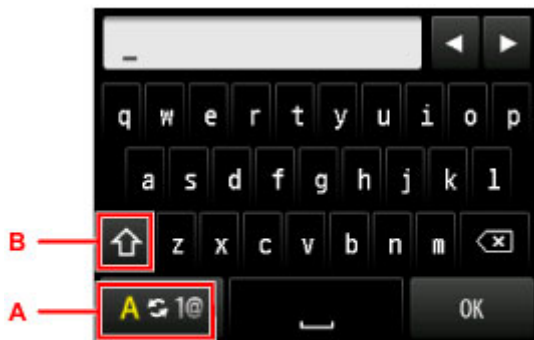 _
q w e r t y u i o p
a s d f g h j k l
B z x c v b n m
A A 1@ OK